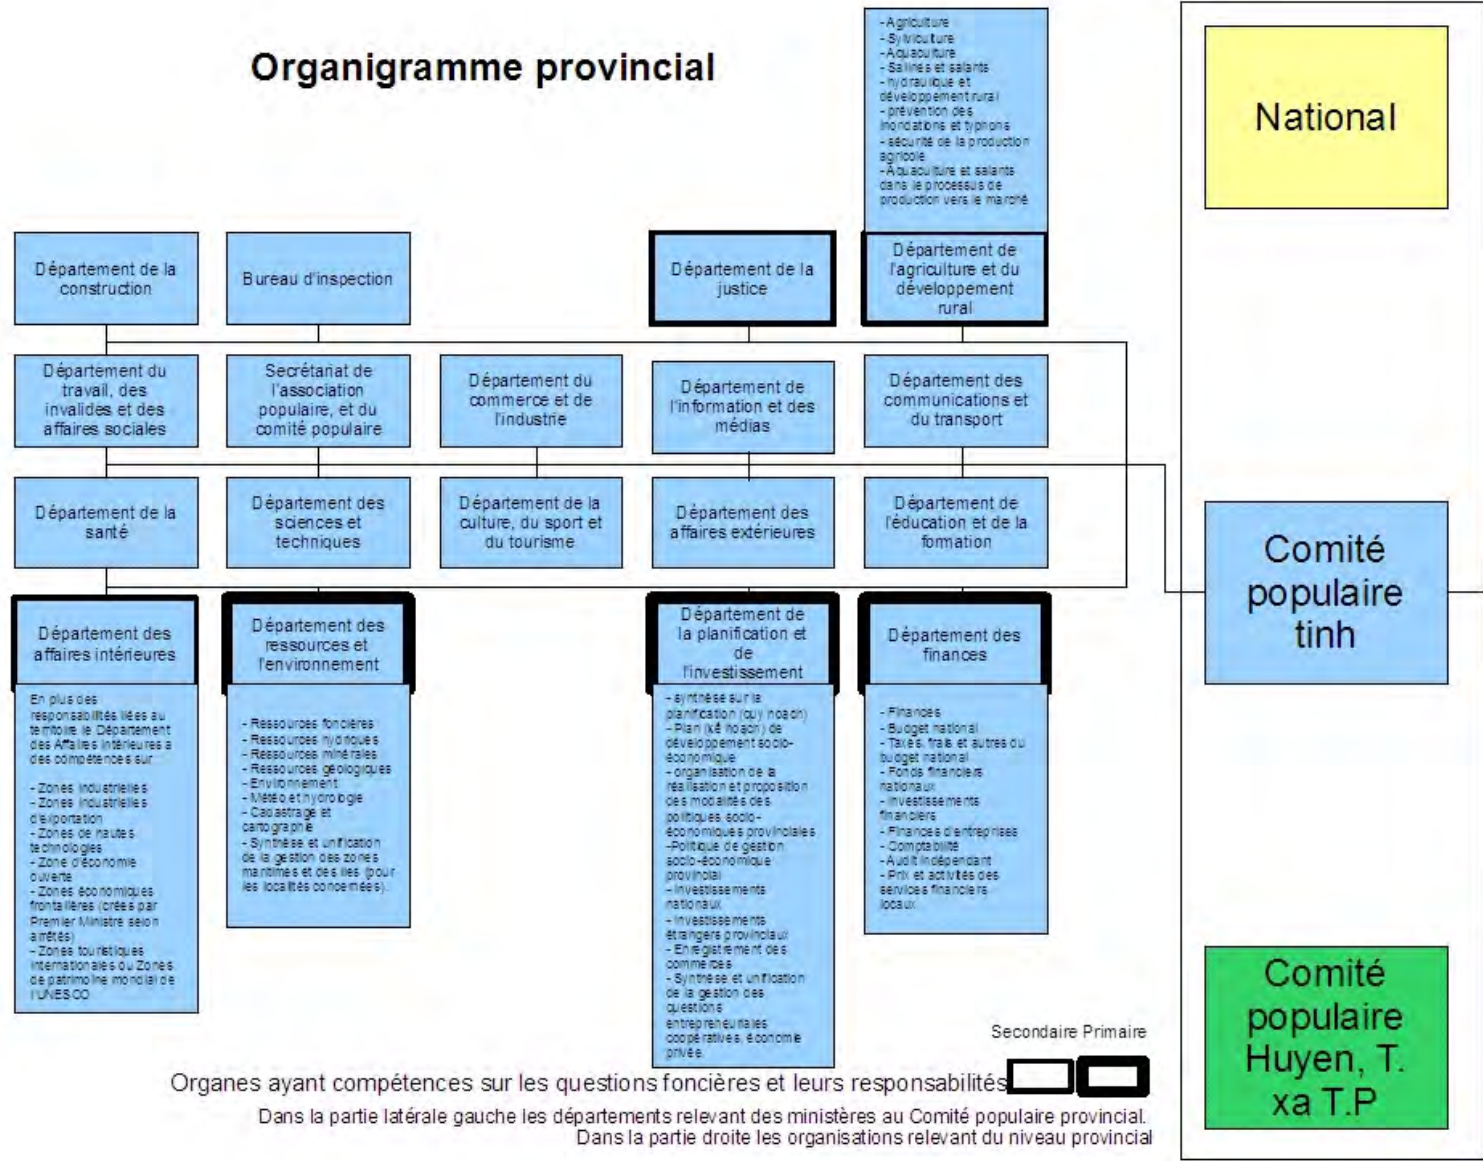 Organigramme provincial
- Agriculture
- Sylviculture
- Aquaculture
- Salines et salants
- hydraulique et
développement rural
- prévention des
inondations et typhons
- sécurité de la production
agricole
- Aquaculture et salants
dans le processus de
production vers le marché
National
Département de la
construction
Bureau d'inspection
Département de la
justice
Département de
l'agriculture et du
développement
rural
Département du
travail, des
invalides et des
affaires sociales
Secrétariat de
l'association
populaire, et du
comité populaire
Département du
commerce et de
l'industrie
Département de
l'information et des
médias
Département des
communications et
du transport
Département de la
santé
Département des
sciences et
techniques
Département de la
culture, du sport et
du tourisme
Département des
affaires extérieures
Département de
l'éducation et de la
formation
Comité
populaire
tinh
Département des
affaires intérieures
En plus des
responsabilités liées au
territoire le Département
des Affaires Intérieures a
des compétences sur
- Zones industrielles
- Zones industrielles
d'exportation
- Zones de hautes
technologies
- Zone d'économie
ouverte
- Zones économiques
frontalières (crées par
Premier Ministre selon
arrêtés)
- Zones touristiques
internationales ou Zones
de patrimoine mondial de
l'UNESCO
Département des
ressources et
l'environnement
- Ressources foncières
- Ressources hydriques
- Ressources minérales
- Ressources géologiques
- Environnement
- Météo et hydrologie
- Cadastrage et
cartographie
- Synthèse et unification
de la gestion des zones
maritimes et des iles (pour
les localités concernées).
Département de
la planification et
de
l'investissement
- synthèse sur la
planification (quy hoach)
- Plan (kế hoach) de
développement socio-
économique
- organisation de la
réalisation et proposition
des modalités des
politiques socio-
économiques provinciales
-Politique de gestion
socio-économique
provincial
- Investissements
nationaux
- Investissements
étrangers provinciaux
- Enregistrement des
commerces
- Synthèse et unification
de la gestion des
questions
entrepreneuriales
coopératives, économie
privée.
Département des
finances
- Finances
- Budget national
- Taxes, frais et autres du
budget national
- Fonds financiers
nationaux
- Investissements
financiers
- Finances d'entreprises
- Comptabilité
- Audit indépendant
- Prix et activités des
services financiers
locaux
Comité
populaire
Huyen, T.
xa T.P
Secondaire Primaire
Organes ayant compétences sur les questions foncières et leurs responsabilités
Dans la partie latérale gauche les départements relevant des ministères au Comité populaire provincial.
Dans la partie droite les organisations relevant du niveau provincial